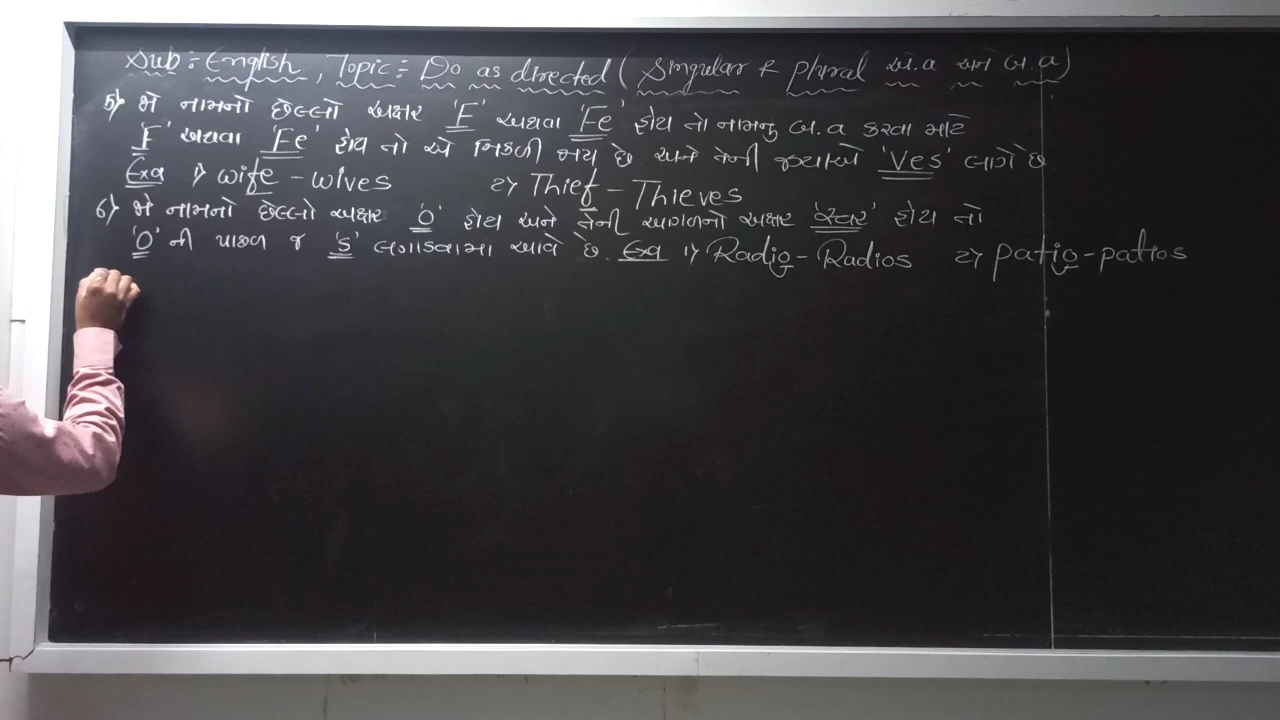 Sub :- English , Topic :- Do as directed ( Singular & plural એ.વ અને બ.વ )
5) જે નામનો છેલ્લો અક્ષર 'F' અથવા 'Fe' હોય તો નામનુ બ.વ કરવા માટે
'F' અથવા 'Fe' હોય તો એ નિકળી જાય છે અને તેની જગ્યાએ 'Ves' લાગે છે
Exa 1) wife - wives 2) Thief - Thieves
6) જે નામનો છેલ્લો અક્ષર 'O' હોય અને તેની આગળનો અક્ષર 'સ્વર' હોય તો
'O' ની પાછળ જ 'S' લગાડવામા આવે છે. Exa 1) Radio - Radios 2) patio - patios